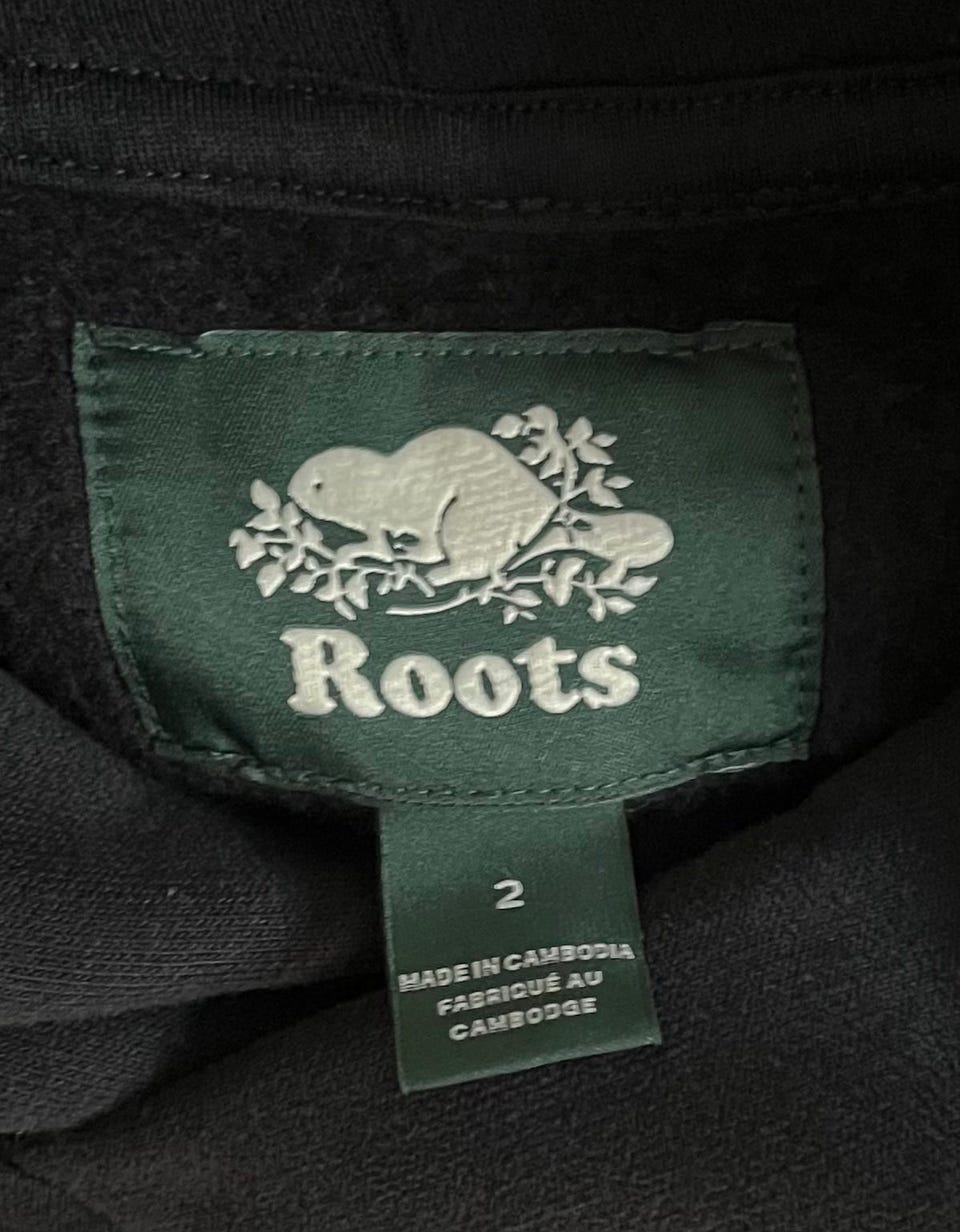 Roots
2
MADE IN CAMBODIA
FABRIQUÉ AU
CAMBODGE